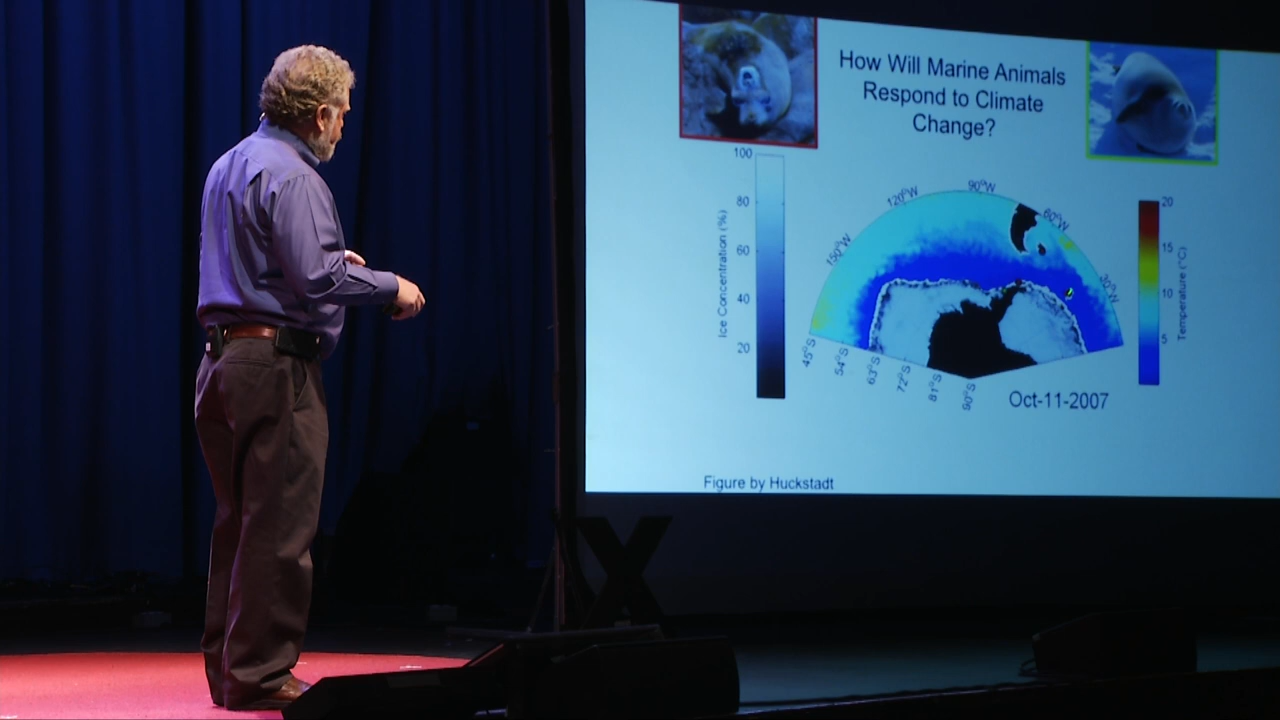 How Will Marine Animals
Respond to Climate
Change?
100
80
60
40
20
Ice Concentration (%)
150°W
120°W
90°W
60°W
30°W
45°S
54°S
63°S
72°S
81°S
90°S
20
15
10
5
Temperature (°C)
Oct-11-2007
Figure by Huckstadt
X